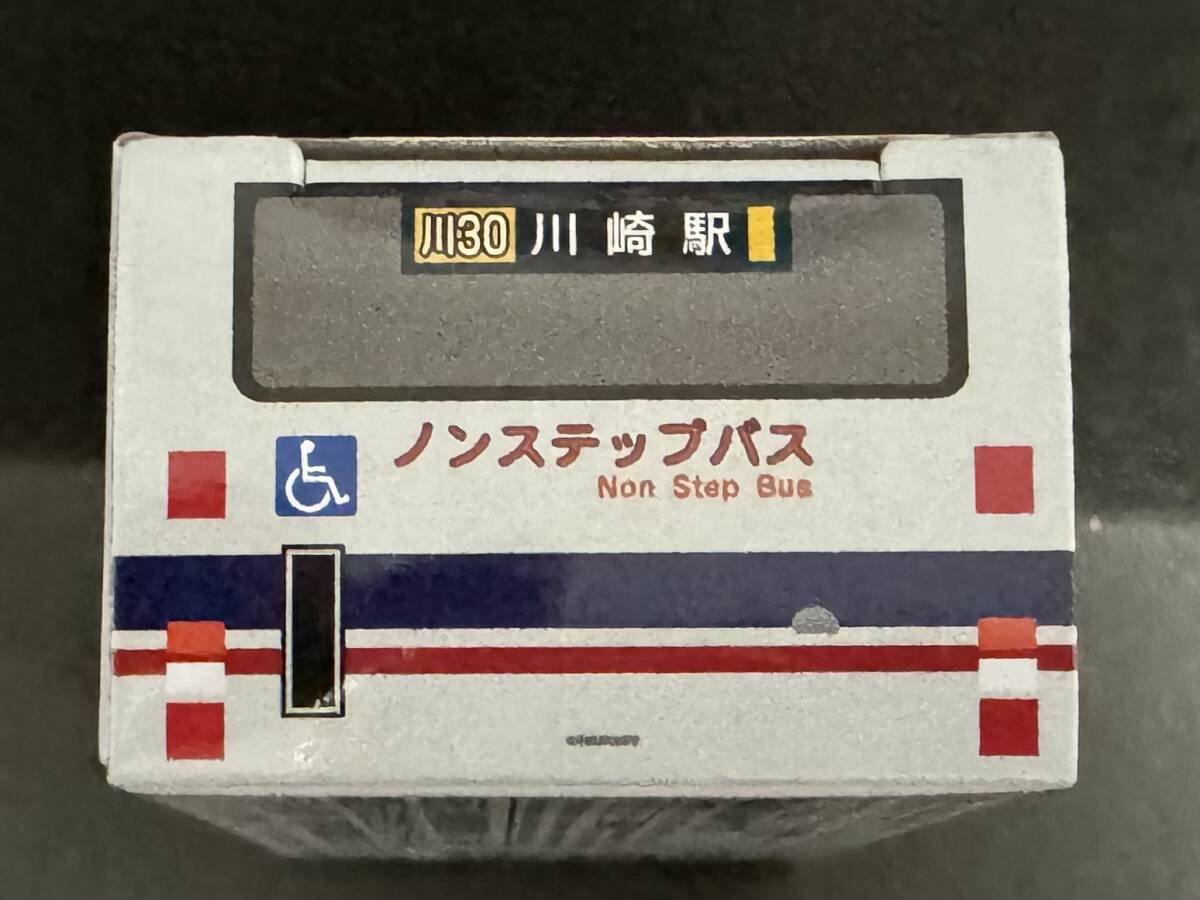 川30 川崎駅
ノンステップバス
Non Step Bus